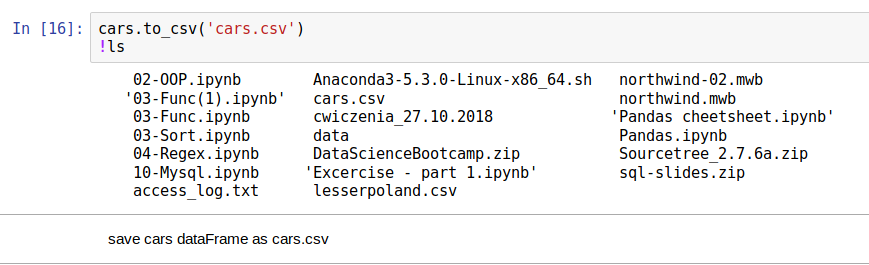 In [16]: cars.to_csv('cars.csv')
!ls
02-OOP.ipynb Anaconda3-5.3.0-Linux-x86_64.sh northwind-02.mwb
'03-Func(1).ipynb' cars.csv northwind.mwb
03-Func.ipynb cwiczenia_27.10.2018 'Pandas cheetsheet.ipynb'
03-Sort.ipynb data Pandas.ipynb
04-Regex.ipynb DataScienceBootcamp.zip Sourcetree_2.7.6a.zip
10-Mysql.ipynb 'Excercise - part 1.ipynb' sql-slides.zip
access_log.txt lesserpoland.csv
save cars dataFrame as cars.csv